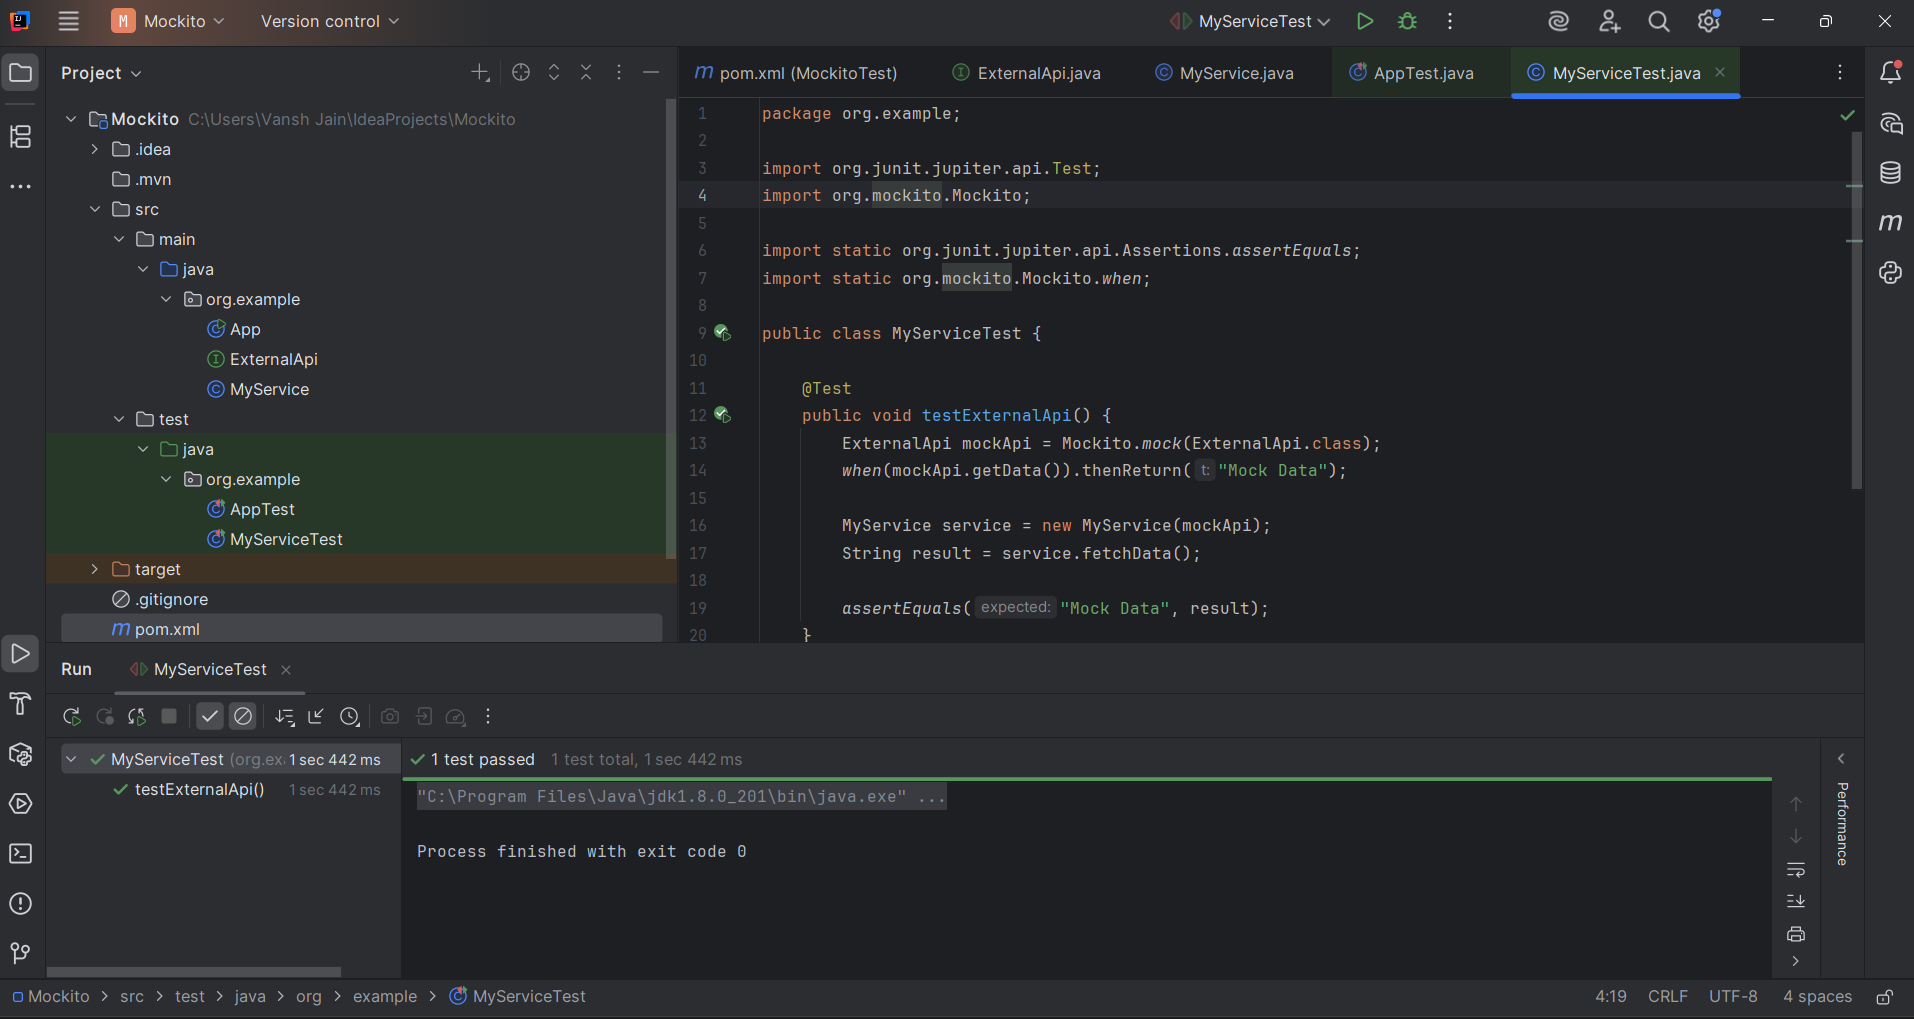 M Mockito Version control MyServiceTest
Project
pom.xml (MockitoTest) ExternalApi.java MyService.java AppTest.java MyServiceTest.java
Mockito C:\Users\Vansh Jain\IdeaProjects\Mockito
.idea
.mvn
src
main
java
org.example
App
ExternalApi
MyService
test
java
org.example
AppTest
MyServiceTest
target
.gitignore
pom.xml
1 package org.example;
2
3 import org.junit.jupiter.api.Test;
4 import org.mockito.Mockito;
5
6 import static org.junit.jupiter.api.Assertions.assertEquals;
7 import static org.mockito.Mockito.when;
8
9 public class MyServiceTest {
10
11 @Test
12 public void testExternalApi() {
13 ExternalApi mockApi = Mockito.mock(ExternalApi.class);
14 when(mockApi.getData()).thenReturn( t: "Mock Data");
15
16 MyService service = new MyService(mockApi);
17 String result = service.fetchData();
18
19 assertEquals( expected: "Mock Data", result);
20 }
Run MyServiceTest
MyServiceTest (org.ex 1 sec 442 ms
testExternalApi() 1 sec 442 ms
1 test passed 1 test total, 1 sec 442 ms
"C:\Program Files\Java\jdk1.8.0_201\bin\java.exe" ...
Process finished with exit code 0
Performance
Mockito > src > test > java > org > example > MyServiceTest 4:19 CRLF UTF-8 4 spaces